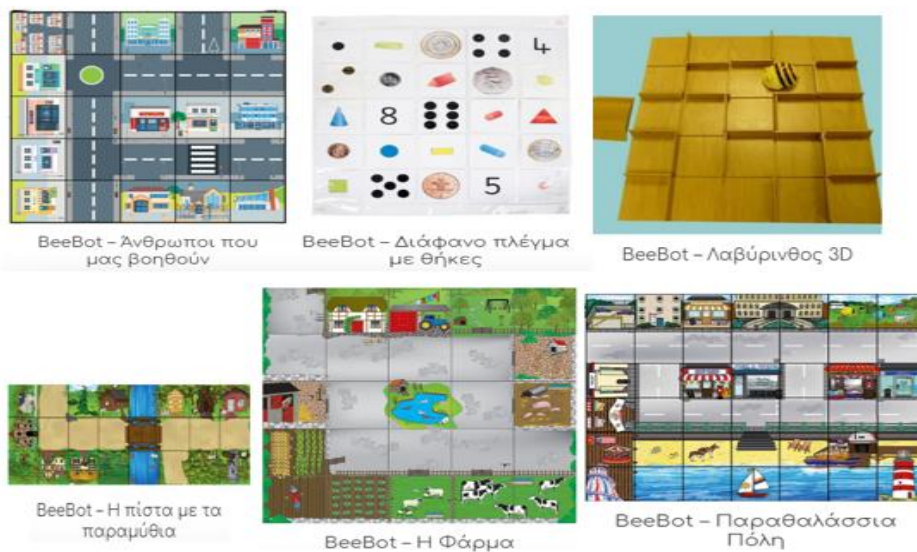 4
8
5
BeeBot – Άνθρωποι που
μας βοηθούν
BeeBot – Διάφανο πλέγμα
με θήκες
BeeBot – Λαβύρινθος 3D
BeeBot – Η πίστα με τα
παραμύθια
BeeBot – Η Φάρμα
BeeBot – Παραθαλάσσια
Πόλη